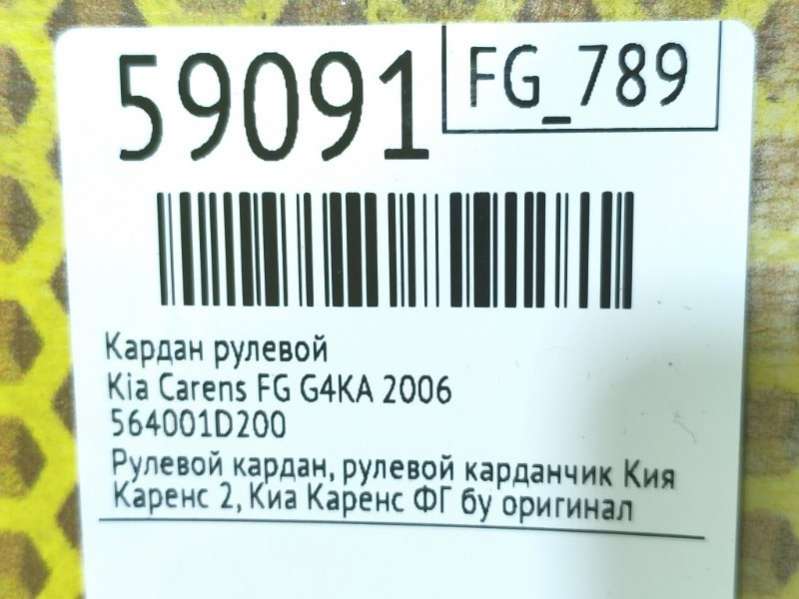 59091
FG_789
Кардан рулевой
Kia Carens FG G4KA 2006
564001D200
Рулевой кардан, рулевой карданчик Кия
Каренс 2, Киа Каренс ФГ бу оригинал